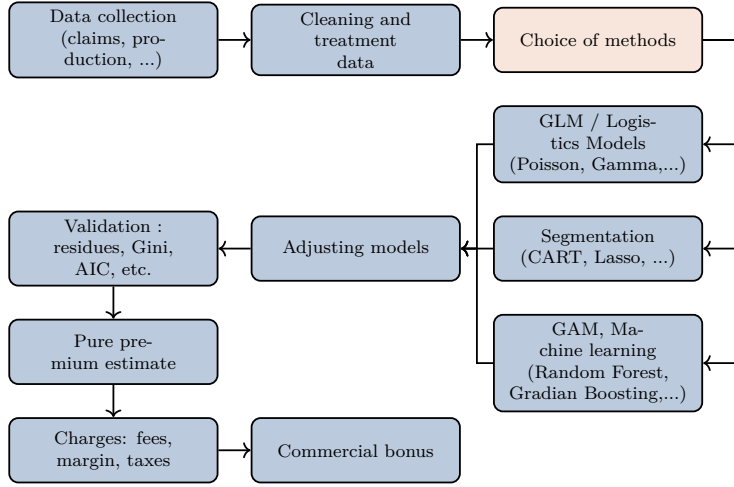 Data collection
(claims, pro-
duction, ...)
Cleaning and
treatment
data
Choice of methods
GLM / Logis-
tics Models
(Poisson, Gamma,...)
Validation :
residues, Gini,
AIC, etc.
Adjusting models
Segmentation
(CART, Lasso, ...)
Pure pre-
mium estimate
GAM, Ma-
chine learning
(Random Forest,
Gradian Boosting,...)
Charges: fees,
margin, taxes
Commercial bonus